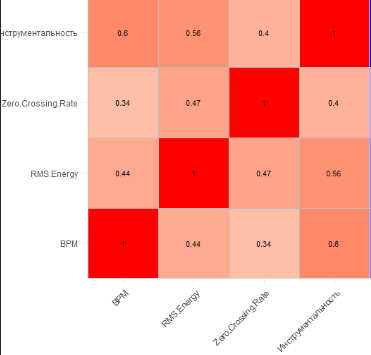 нструментальность 0.6 0.56 0.4 1
Zero.Crossing.Rate 0.34 0.47 1 0.4
RMS.Energy 0.44 1 0.47 0.56
BPM 1 0.44 0.34 0.6
BPM
RMS.Energy
Zero.Crossing.Rate
Инструментальность